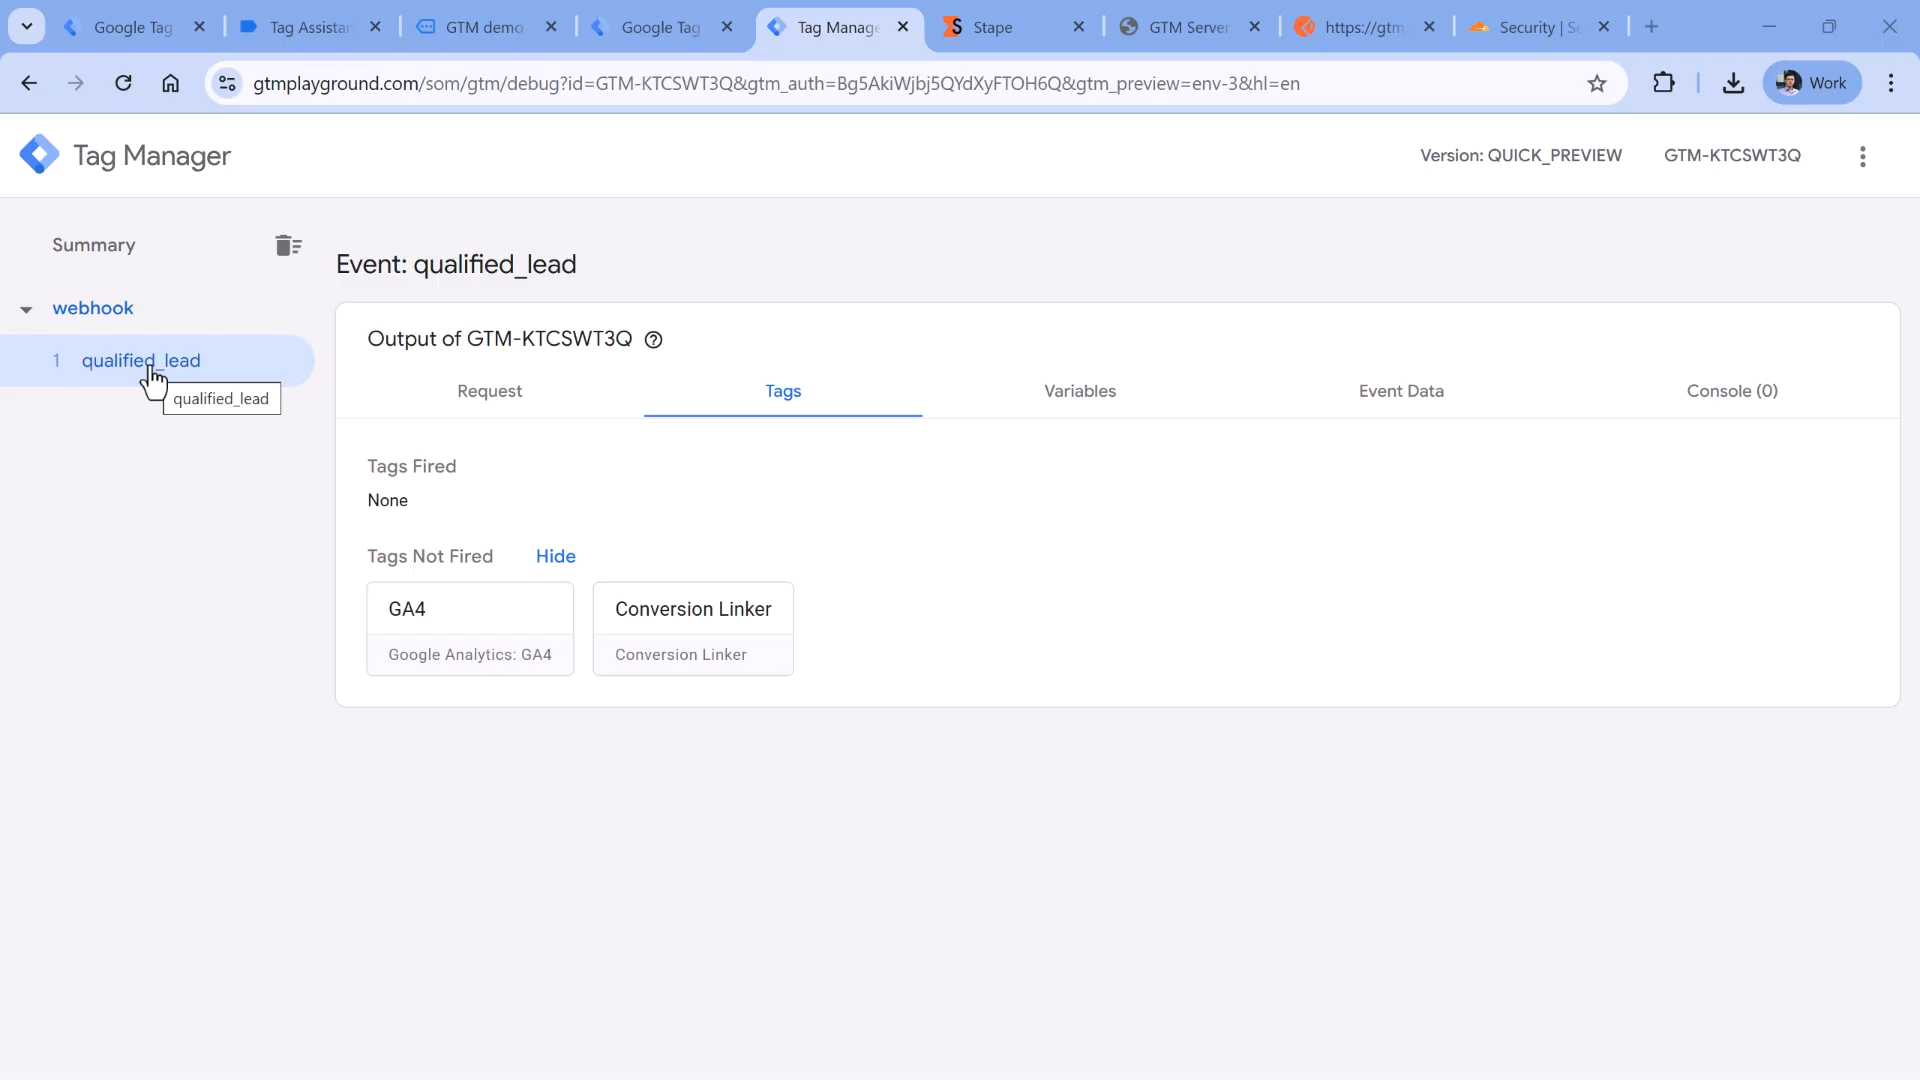 Google Tag
Tag Assistan
GTM demo
Google Tag
Tag Manage
Stape
GTM Server
https://gtm
Security | Se
gtmplayground.com/som/gtm/debug?id=GTM-KTCSWT3Q&gtm_auth=Bg5AkiWjbj5QYdXyFTOH6Q&gtm_preview=env-3&hl=en
Work
Tag Manager
Version: QUICK_PREVIEW
GTM-KTCSWT3Q
Summary
webhook
1 qualified_lead
qualified_lead
Event: qualified_lead
Output of GTM-KTCSWT3Q
Request
Tags
Variables
Event Data
Console (0)
Tags Fired
None
Tags Not Fired
Hide
GA4
Google Analytics: GA4
Conversion Linker
Conversion Linker